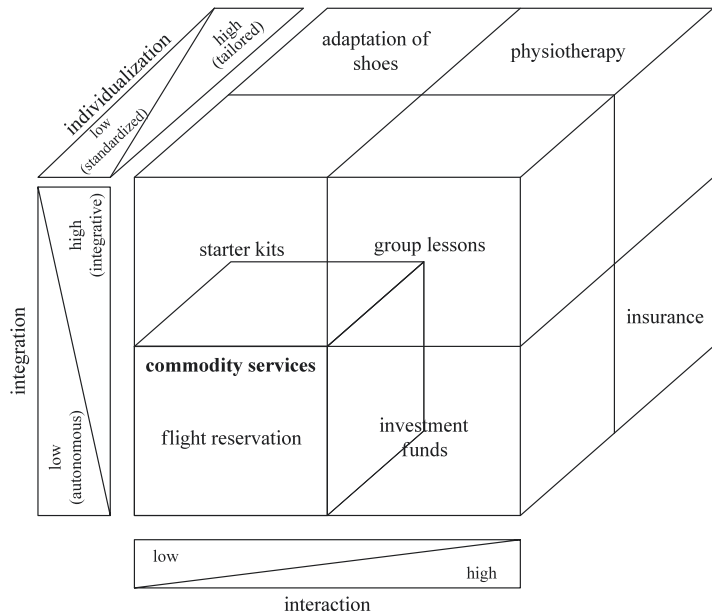 individualization
low
(standardized)
high
(tailored)
adaptation of
shoes
physiotherapy
integration
high
(integrative)
low
(autonomous)
starter kits
group lessons
insurance
commodity services
flight reservation
investment
funds
low
high
interaction